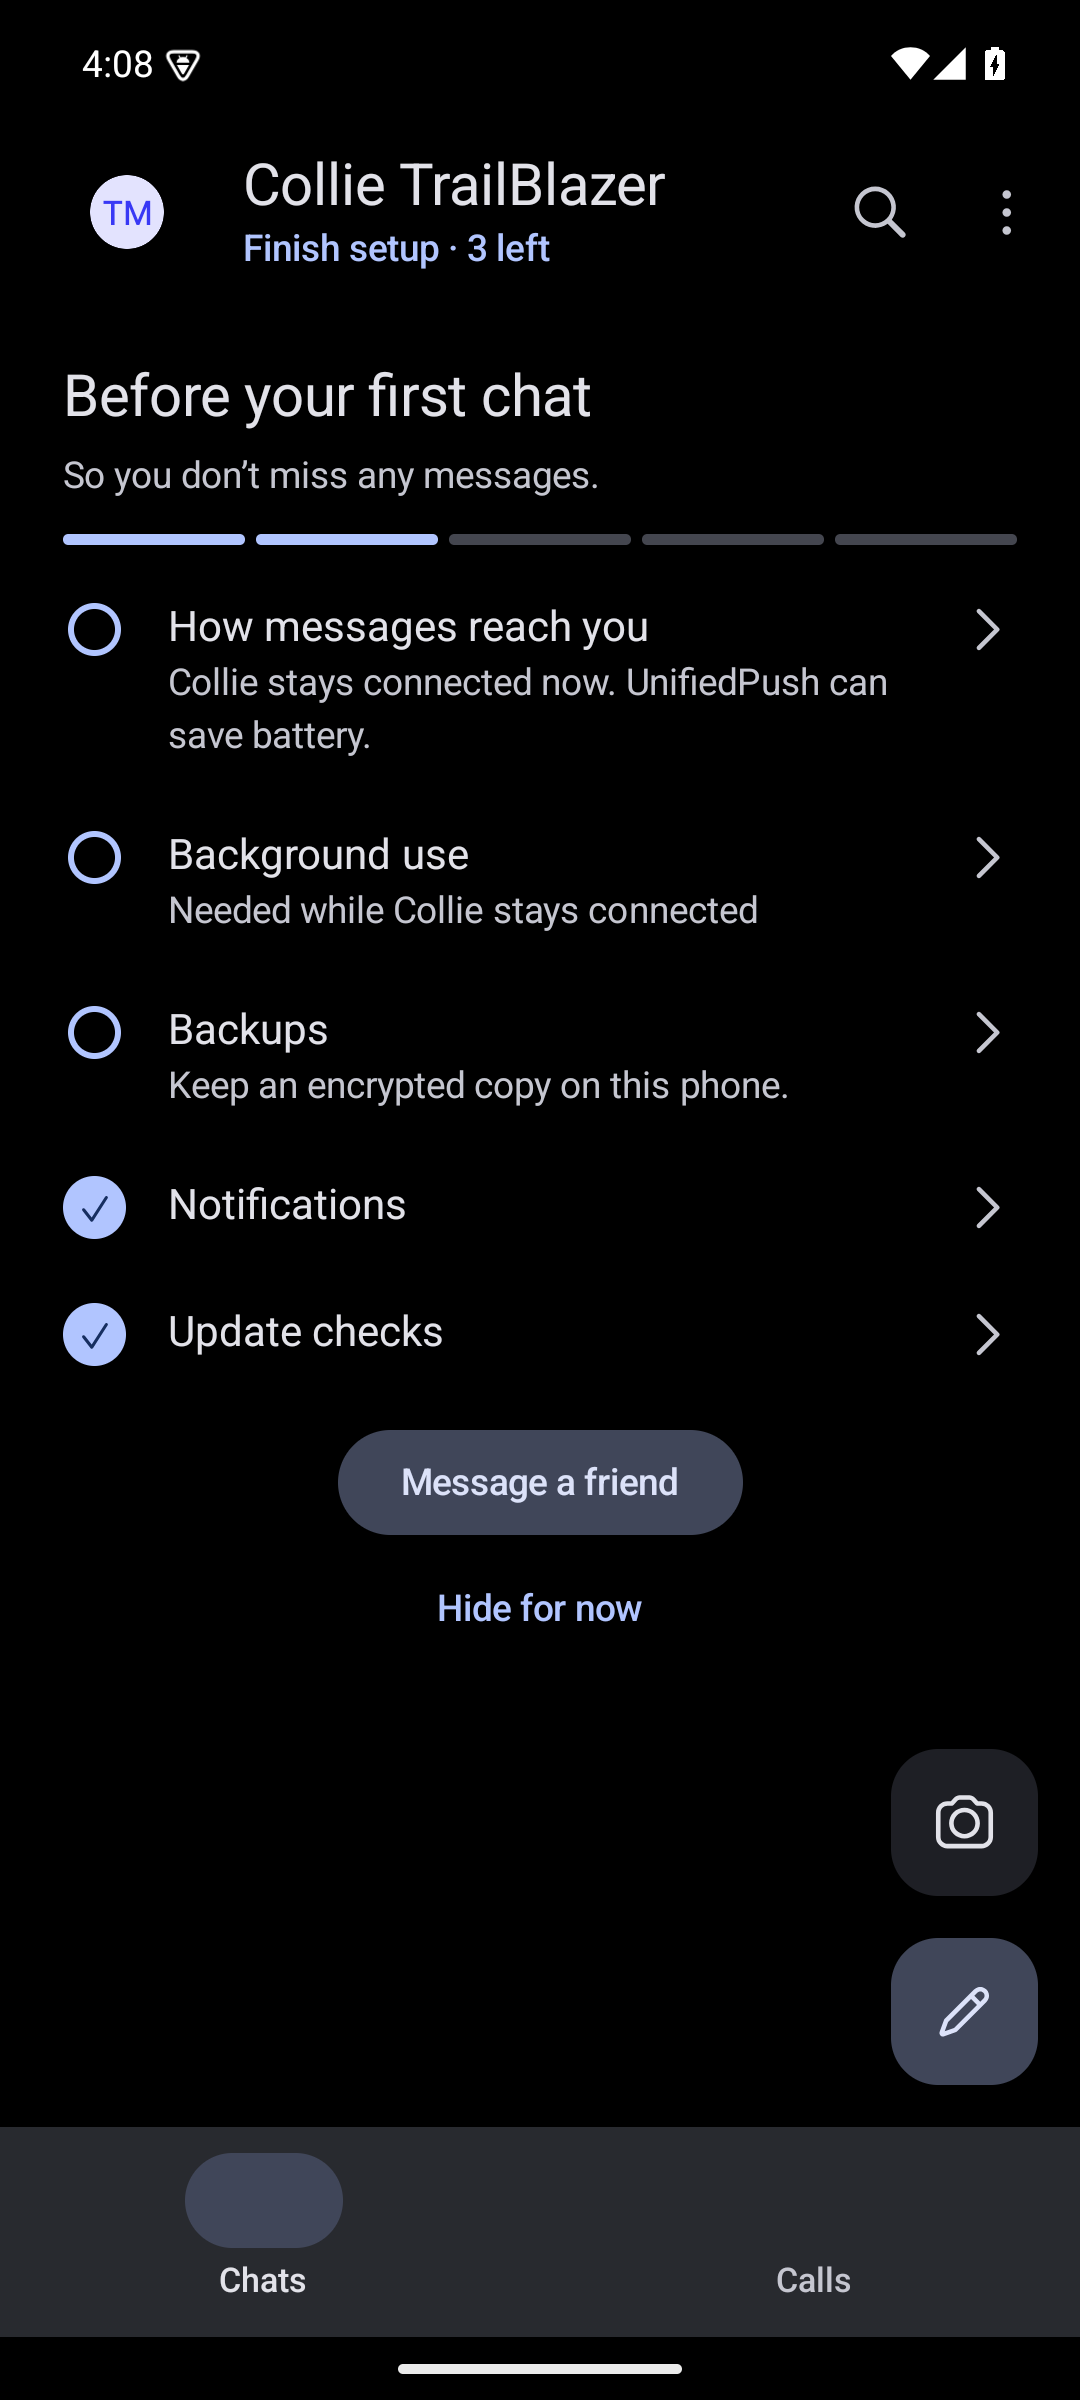 4:08
TM
Collie TrailBlazer
Finish setup · 3 left
Before your first chat
So you don’t miss any messages.
How messages reach you
Collie stays connected now. UnifiedPush can
save battery.
Background use
Needed while Collie stays connected
Backups
Keep an encrypted copy on this phone.
Notifications
Update checks
Message a friend
Hide for now
Chats
Calls